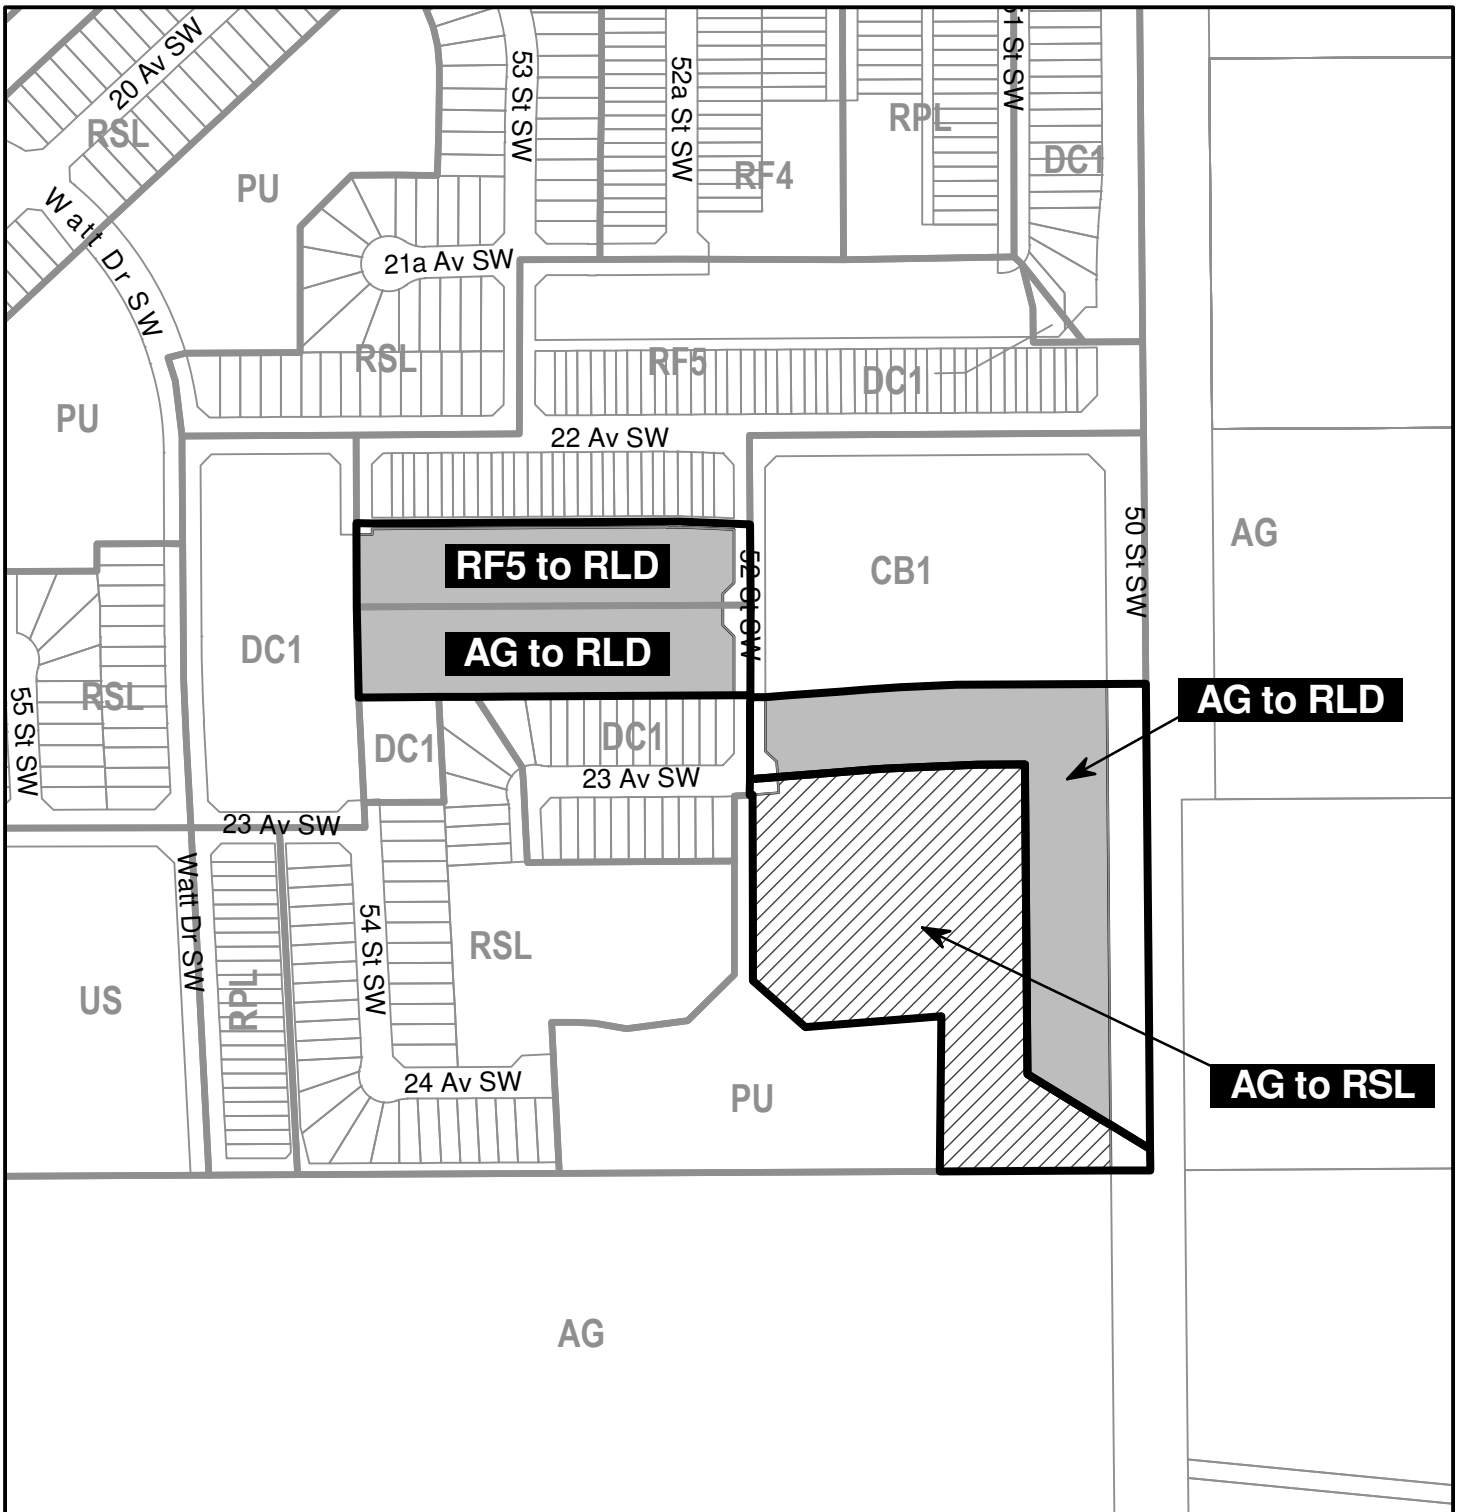 20 Av SW
RSL
53 St SW
52a St SW
51 St SW
RPL
DC1
RF4
PU
Watt Dr SW
21a Av SW
RSL
RF5
DC1
PU
22 Av SW
50 St SW
AG
RF5 to RLD
52 St SW
CB1
DC1
AG to RLD
RSL
55 St SW
AG to RLD
DC1
DC1
23 Av SW
23 Av SW
Watt Dr SW
54 St SW
RSL
US
RPL
24 Av SW
PU
AG to RSL
AG